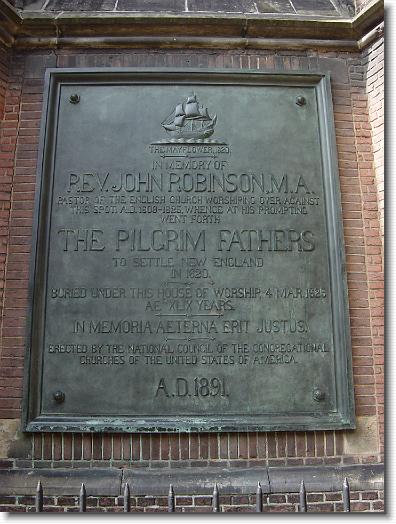 THE MAYFLOWER, 1620.
IN MEMORY OF
REV. JOHN ROBINSON, M.A.
PASTOR OF THE ENGLISH CHURCH WORSHIPING OVER AGAINST
THIS SPOT, A.D. 1609-1625, WHENCE AT HIS PROMPTING
WENT FORTH
THE PILGRIM FATHERS
TO SETTLE NEW ENGLAND
IN 1620.
BURIED UNDER THIS HOUSE OF WORSHIP, 4 MAR. 1625
AE. XLIX YEARS.
IN MEMORIA AETERNA ERIT JUSTUS.
ERECTED BY THE NATIONAL COUNCIL OF THE CONGREGATIONAL
CHURCHES OF THE UNITED STATES OF AMERICA.
A.D. 1891.